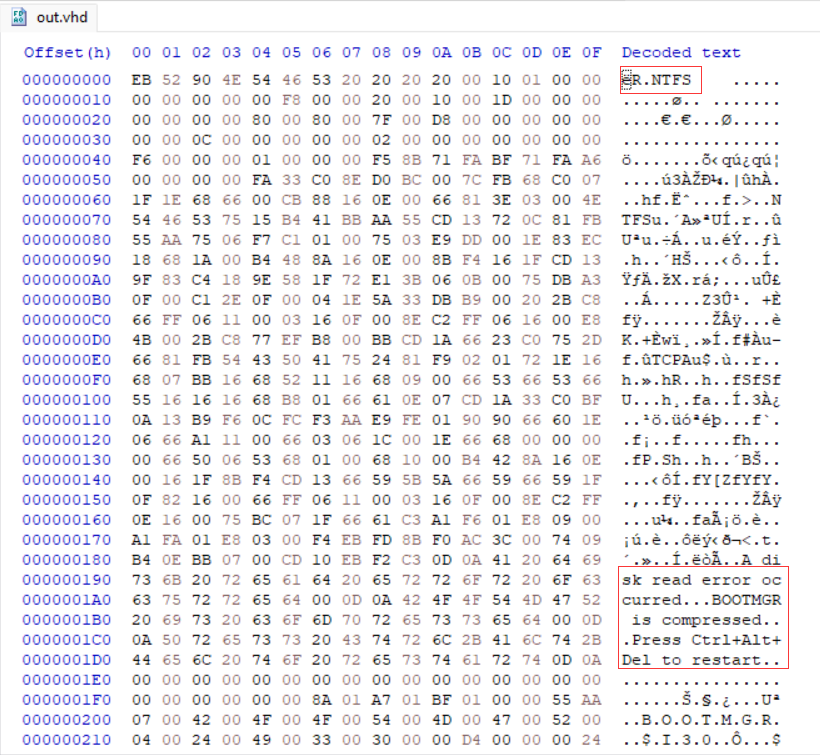 out.vhd
Offset(h) 00 01 02 03 04 05 06 07 08 09 0A 0B 0C 0D 0E 0F Decoded text
000000000 EB 52 90 4E 54 46 53 20 20 20 20 00 10 01 00 00 ëR.NTFS    .....
000000010 00 00 00 00 00 F8 00 00 20 00 10 00 1D 00 00 00 .....ø.. .......
000000020 00 00 00 00 80 00 80 00 7F 00 D8 00 00 00 00 00 ....€.€...Ø.....
000000030 00 00 0C 00 00 00 00 00 02 00 00 00 00 00 00 00 ................
000000040 F6 00 00 00 01 00 00 00 F5 8B 71 FA BF 71 FA A6 ö.......õ‹qú¿qú¦
000000050 00 00 00 00 FA 33 C0 8E D0 BC 00 7C FB 68 C0 07 ....ú3ÀŽÐ¼.|ûhÀ.
000000060 1F 1E 68 66 00 CB 88 16 0E 00 66 81 3E 03 00 4E ..hf.Ëˆ...f.>..N
000000070 54 46 53 75 15 B4 41 BB AA 55 CD 13 72 0C 81 FB TFSu.´A»ªUÍ.r..û
000000080 55 AA 75 06 F7 C1 01 00 75 03 E9 DD 00 1E 83 EC Uªu.÷Á..u.éÝ..ƒì
000000090 18 68 1A 00 B4 48 8A 16 0E 00 8B F4 16 1F CD 13 .h..´HŠ...‹ô..Í.
0000000A0 9F 83 C4 18 9E 58 1F 72 E1 3B 06 0B 00 75 DB A3 ŸƒÄ.žX.rá;...uÛ£
0000000B0 0F 00 C1 2E 0F 00 04 1E 5A 33 DB B9 00 20 2B C8 ..Á.....Z3Û¹. +È
0000000C0 66 FF 06 11 00 03 16 0F 00 8E C2 FF 06 16 00 E8 fÿ.......ŽÂÿ...è
0000000D0 4B 00 2B C8 77 EF B8 00 BB CD 1A 66 23 C0 75 2D K.+Èwï¸.»Í.f#Àu-
0000000E0 66 81 FB 54 43 50 41 75 24 81 F9 02 01 72 1E 16 f.ûTCPAu$.ù..r..
0000000F0 68 07 BB 16 68 52 11 16 68 09 00 66 53 66 53 66 h.».hR..h..fSfSf
000000100 55 16 16 16 68 B8 01 66 61 0E 07 CD 1A 33 C0 BF U...h¸.fa..Í.3À¿
000000110 0A 13 B9 F6 0C FC F3 AA E9 FE 01 90 90 66 60 1E ..¹ö.üóªéþ...f`.
000000120 06 66 A1 11 00 66 03 06 1C 00 1E 66 68 00 00 00 .f¡..f.....fh...
000000130 00 66 50 06 53 68 01 00 68 10 00 B4 42 8A 16 0E .fP.Sh..h..´BŠ..
000000140 00 16 1F 8B F4 CD 13 66 59 5B 5A 66 59 66 59 1F ...‹ôÍ.fY[ZfYfY.
000000150 0F 82 16 00 66 FF 06 11 00 03 16 0F 00 8E C2 FF .‚..fÿ.......ŽÂÿ
000000160 0E 16 00 75 BC 07 1F 66 61 C3 A1 F6 01 E8 09 00 ...u¼..faÃ¡ö.è..
000000170 A1 FA 01 E8 03 00 F4 EB FD 8B F0 AC 3C 00 74 09 ¡ú.è..ôëý‹ð¬<.t.
000000180 B4 0E BB 07 00 CD 10 EB F2 C3 0D 0A 41 20 64 69 ´.»..Í.ëòÃ..A di
000000190 73 6B 20 72 65 61 64 20 65 72 72 6F 72 20 6F 63 sk read error oc
0000001A0 63 75 72 72 65 64 00 0D 0A 42 4F 4F 54 4D 47 52 curred...BOOTMGR
0000001B0 20 69 73 20 63 6F 6D 70 72 65 73 73 65 64 00 0D  is compressed..
0000001C0 0A 50 72 65 73 73 20 43 74 72 6C 2B 41 6C 74 2B .Press Ctrl+Alt+
0000001D0 44 65 6C 20 74 6F 20 72 65 73 74 61 72 74 0D 0A Del to restart..
0000001E0 00 00 00 00 00 00 00 00 00 00 00 00 00 00 00 00 ................
0000001F0 00 00 00 00 00 00 8A 01 A7 01 BF 01 00 00 55 AA ......Š.§.¿...Uª
000000200 07 00 42 00 4F 00 4F 00 54 00 4D 00 47 00 52 00 ..B.O.O.T.M.G.R.
000000210 04 00 24 00 49 00 33 00 30 00 00 D4 00 00 00 24 ..$.I.3.0..Ô...$